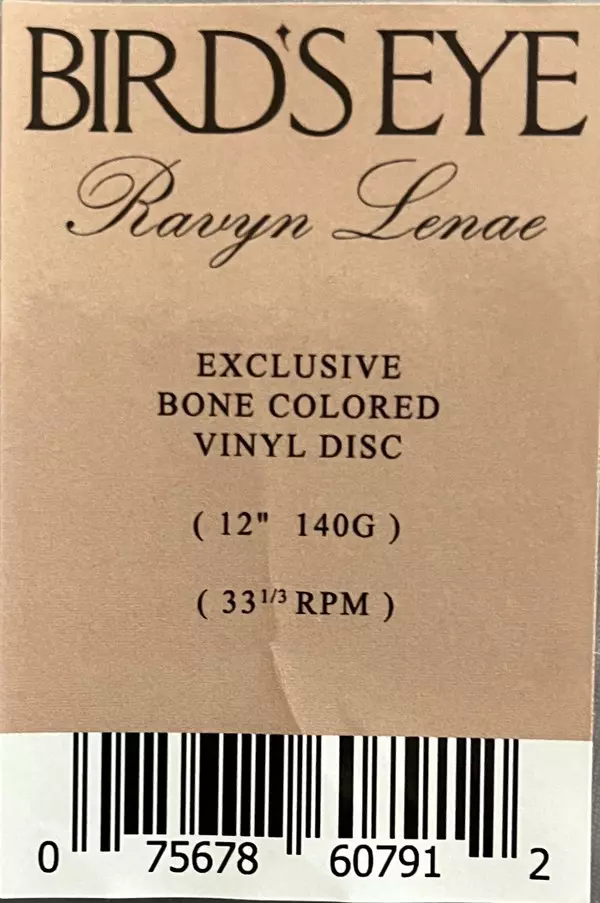 BIRD'S EYE
Ravyn Lenae
EXCLUSIVE
BONE COLORED
VINYL DISC
( 12" 140G )
( 33 1/3 RPM )
0 75678 60791 2